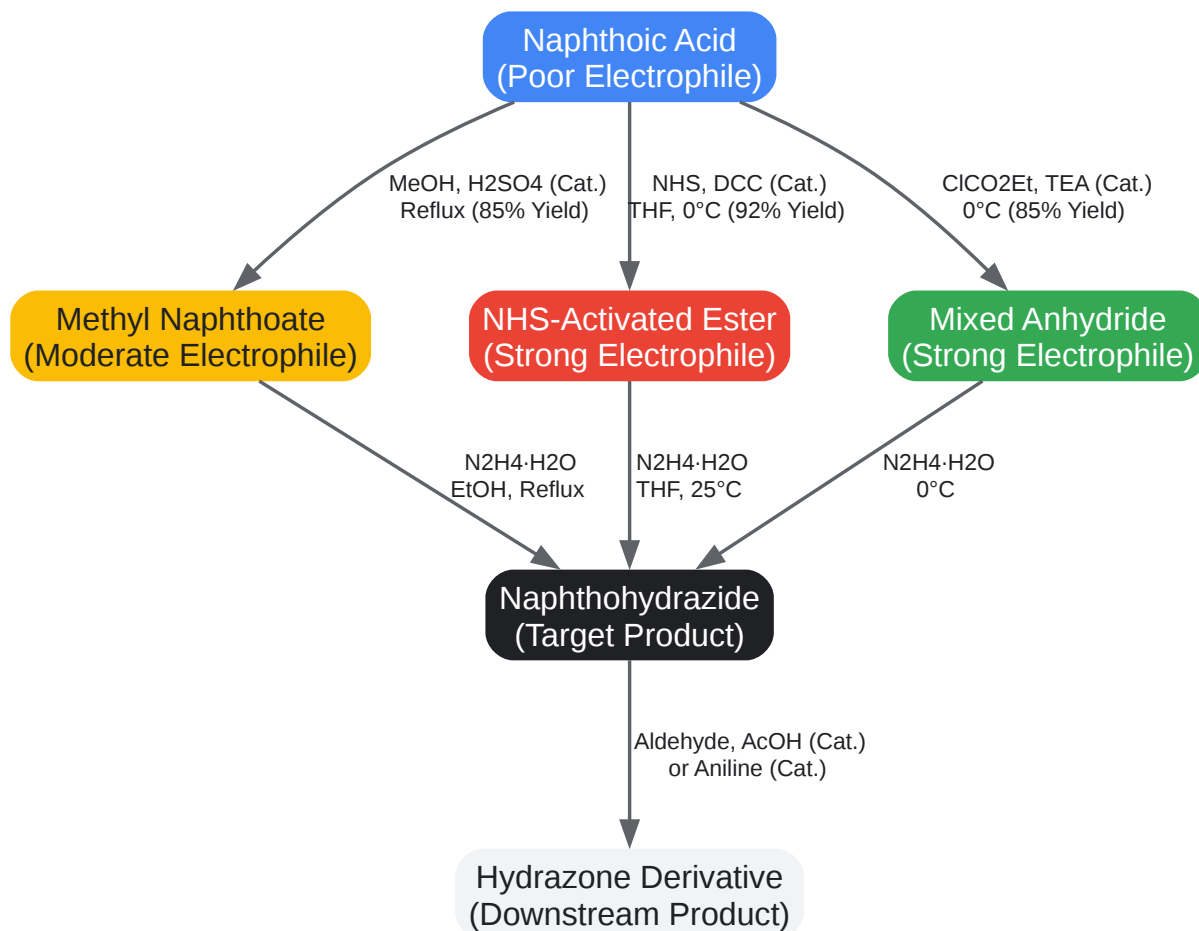 Naphthoic Acid
(Poor Electrophile)
MeOH, H2SO4 (Cat.)
Reflux (85% Yield)
NHS, DCC (Cat.)
THF, 0°C (92% Yield)
ClCO2Et, TEA (Cat.)
0°C (85% Yield)
Methyl Naphthoate
(Moderate Electrophile)
NHS-Activated Ester
(Strong Electrophile)
Mixed Anhydride
(Strong Electrophile)
N2H4·H2O
EtOH, Reflux
N2H4·H2O
THF, 25°C
N2H4·H2O
0°C
Naphthohydrazide
(Target Product)
Aldehyde, AcOH (Cat.)
or Aniline (Cat.)
Hydrazone Derivative
(Downstream Product)